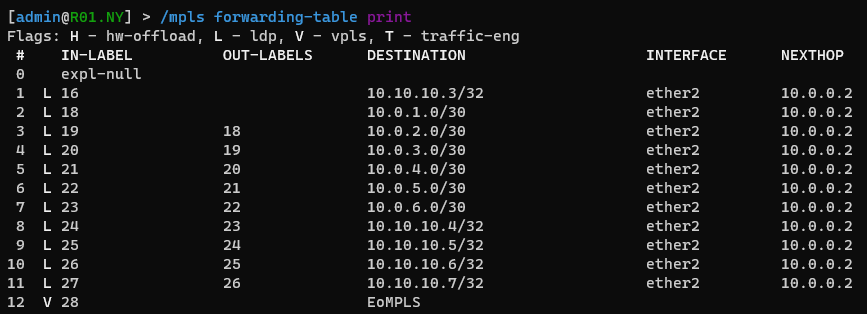 [admin@R01.NY] > /mpls forwarding-table print
Flags: H - hw-offload, L - ldp, V - vpls, T - traffic-eng
 #    IN-LABEL          OUT-LABELS      DESTINATION                    INTERFACE      NEXTHOP
 0    expl-null
 1  L 16                                10.10.10.3/32                  ether2         10.0.0.2
 2  L 18                                10.0.1.0/30                    ether2         10.0.0.2
 3  L 19                18              10.0.2.0/30                    ether2         10.0.0.2
 4  L 20                19              10.0.3.0/30                    ether2         10.0.0.2
 5  L 21                20              10.0.4.0/30                    ether2         10.0.0.2
 6  L 22                21              10.0.5.0/30                    ether2         10.0.0.2
 7  L 23                22              10.0.6.0/30                    ether2         10.0.0.2
 8  L 24                23              10.10.10.4/32                  ether2         10.0.0.2
 9  L 25                24              10.10.10.5/32                  ether2         10.0.0.2
10  L 26                25              10.10.10.6/32                  ether2         10.0.0.2
11  L 27                26              10.10.10.7/32                  ether2         10.0.0.2
12  V 28                                EoMPLS